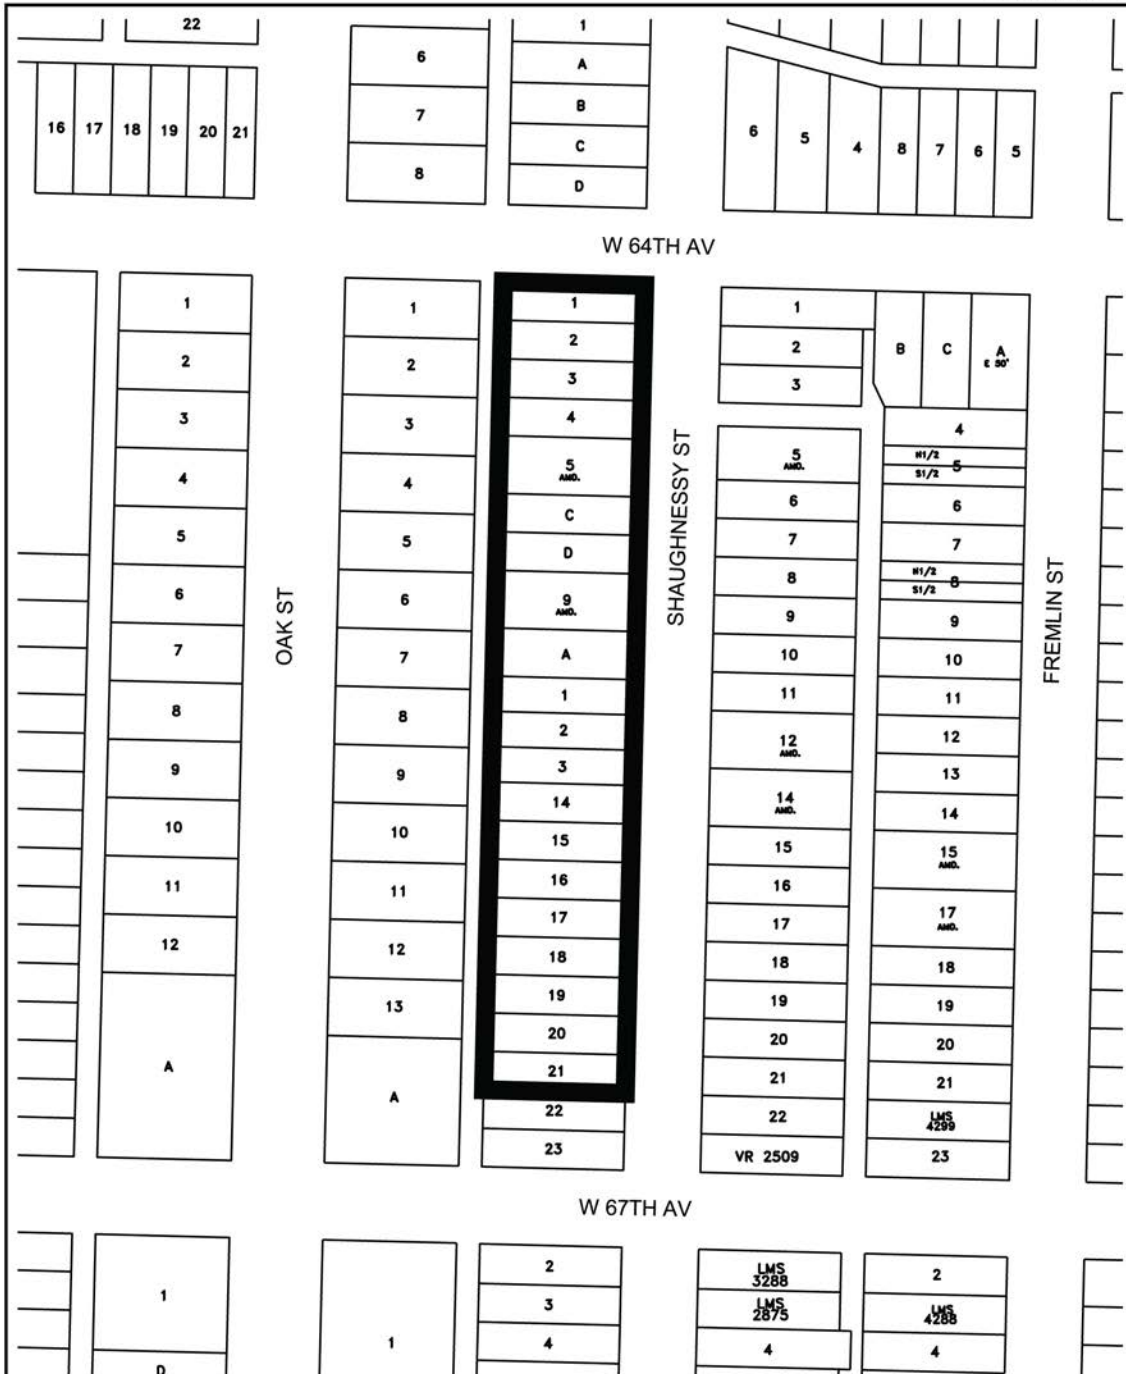 22
16 17 18 19 20 21
6
7
8
1
A
B
C
D
6 5 4 8 7 6 5
W 64TH AV
1
2
3
4
5
6
7
8
9
10
11
12
A
OAK ST
1
2
3
4
5
6
7
8
9
10
11
12
13
A
1
2
3
4
5
AMD.
C
D
9
AMD.
A
1
2
3
14
15
16
17
18
19
20
21
22
23
SHAUGHNESSY ST
1
2
3
5
AMD.
6
7
8
9
10
11
12
AMD.
14
AMD.
15
16
17
18
19
20
21
22
VR 2509
B C A
E 50'
4
N1/2
5
S1/2
6
7
N1/2
8
S1/2
9
10
11
12
13
14
15
AMD.
17
AMD.
18
19
20
21
LMS
4299
23
FREMLIN ST
W 67TH AV
1
D
1
2
3
4
LMS
3288
LMS
2875
4
2
LMS
4288
4